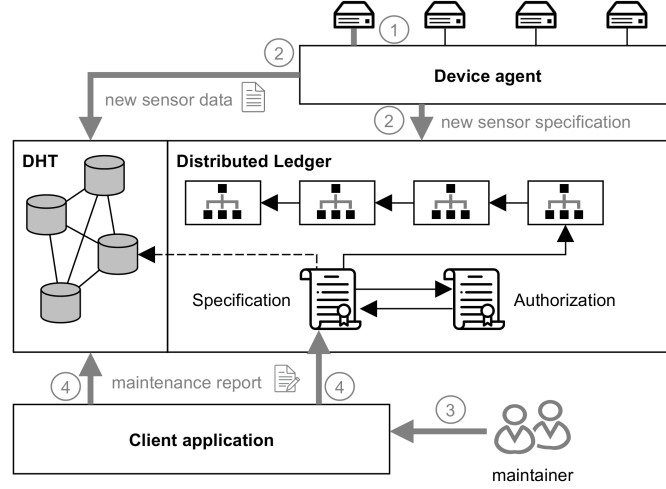 1
2
Device agent
new sensor data
2
new sensor specification
DHT
Distributed Ledger
Specification
Authorization
4
maintenance report
4
3
Client application
maintainer